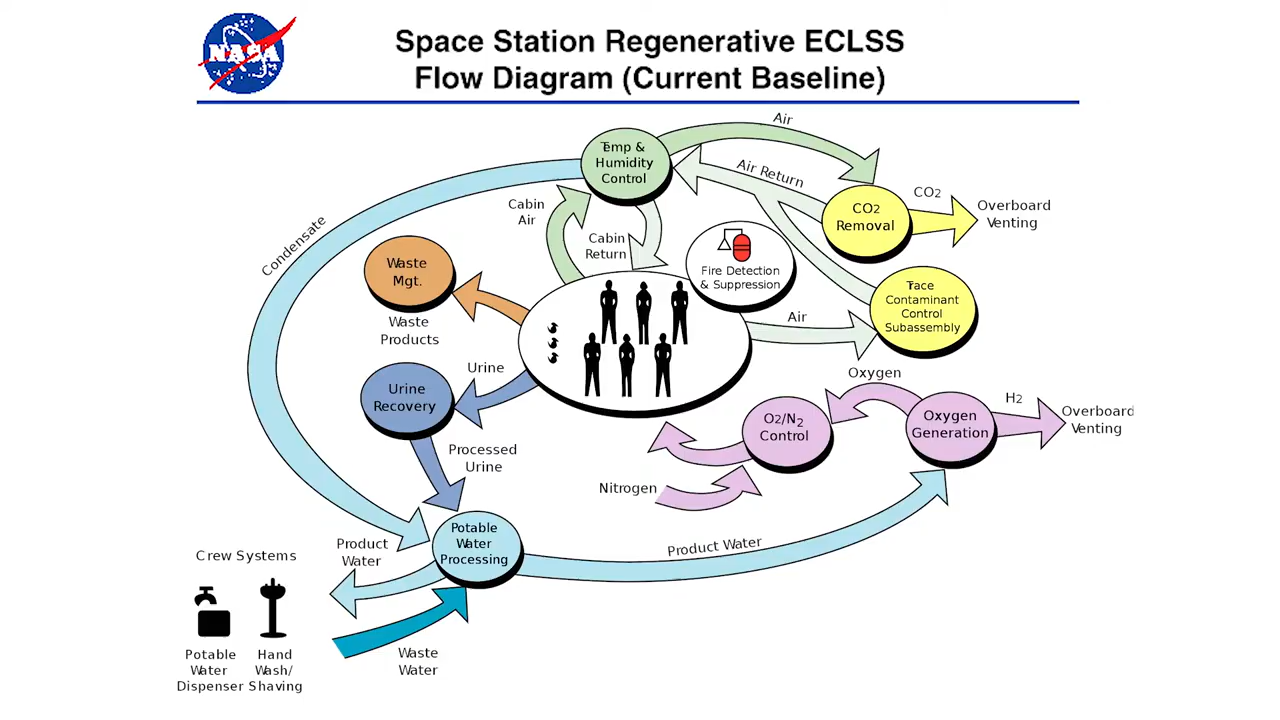 NASA
Space Station Regenerative ECLSS
Flow Diagram (Current Baseline)
Air
Temp &
Humidity
Control
Air Return
CO2
Removal
CO2
Overboard
Venting
Cabin
Air
Cabin
Return
Condensate
Waste
Mgt.
Waste
Products
Fire Detection
& Suppression
Trace
Contaminant
Control
Subassembly
Air
Urine
Urine
Recovery
Oxygen
O2/N2
Control
Oxygen
Generation
H2
Overboard
Venting
Processed
Urine
Nitrogen
Potable
Water
Processing
Product Water
Product
Water
Crew Systems
Potable
Water
Dispenser
Hand
Wash/
Shaving
Waste
Water